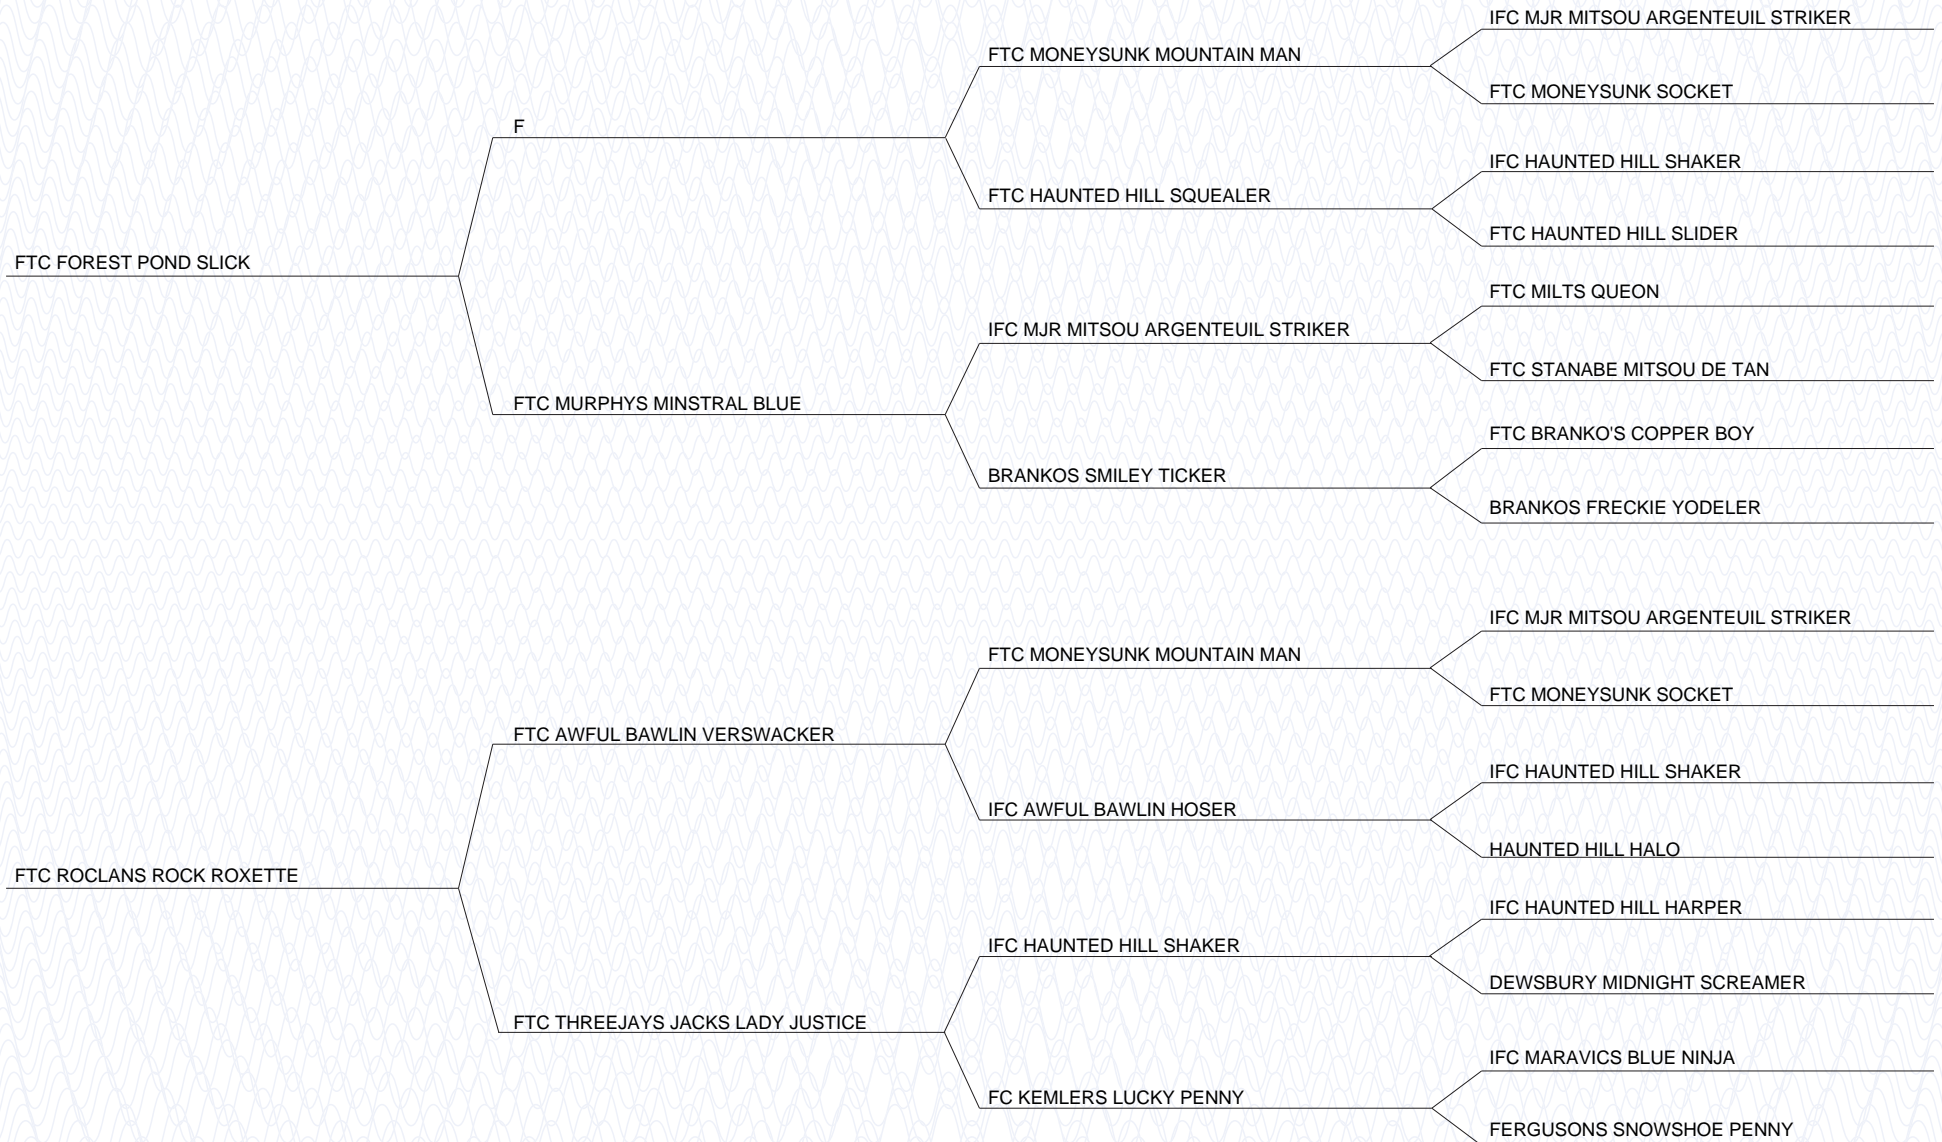 IFC MJR MITSOU ARGENTEUIL STRIKER
FTC MONEYSUNK MOUNTAIN MAN
FTC MONEYSUNK SOCKET
F
IFC HAUNTED HILL SHAKER
FTC HAUNTED HILL SQUEALER
FTC HAUNTED HILL SLIDER
FTC FOREST POND SLICK
FTC MILTS QUEON
IFC MJR MITSOU ARGENTEUIL STRIKER
FTC STANABE MITSOU DE TAN
FTC MURPHYS MINSTRAL BLUE
FTC BRANKO'S COPPER BOY
BRANKOS SMILEY TICKER
BRANKOS FRECKIE YODELER
IFC MJR MITSOU ARGENTEUIL STRIKER
FTC MONEYSUNK MOUNTAIN MAN
FTC MONEYSUNK SOCKET
FTC AWFUL BAWLIN VERSWACKER
IFC HAUNTED HILL SHAKER
IFC AWFUL BAWLIN HOSER
HAUNTED HILL HALO
FTC ROCLANS ROCK ROXETTE
IFC HAUNTED HILL HARPER
IFC HAUNTED HILL SHAKER
DEWSBURY MIDNIGHT SCREAMER
FTC THREEJAYS JACKS LADY JUSTICE
IFC MARAVICS BLUE NINJA
FC KEMLERS LUCKY PENNY
FERGUSONS SNOWSHOE PENNY